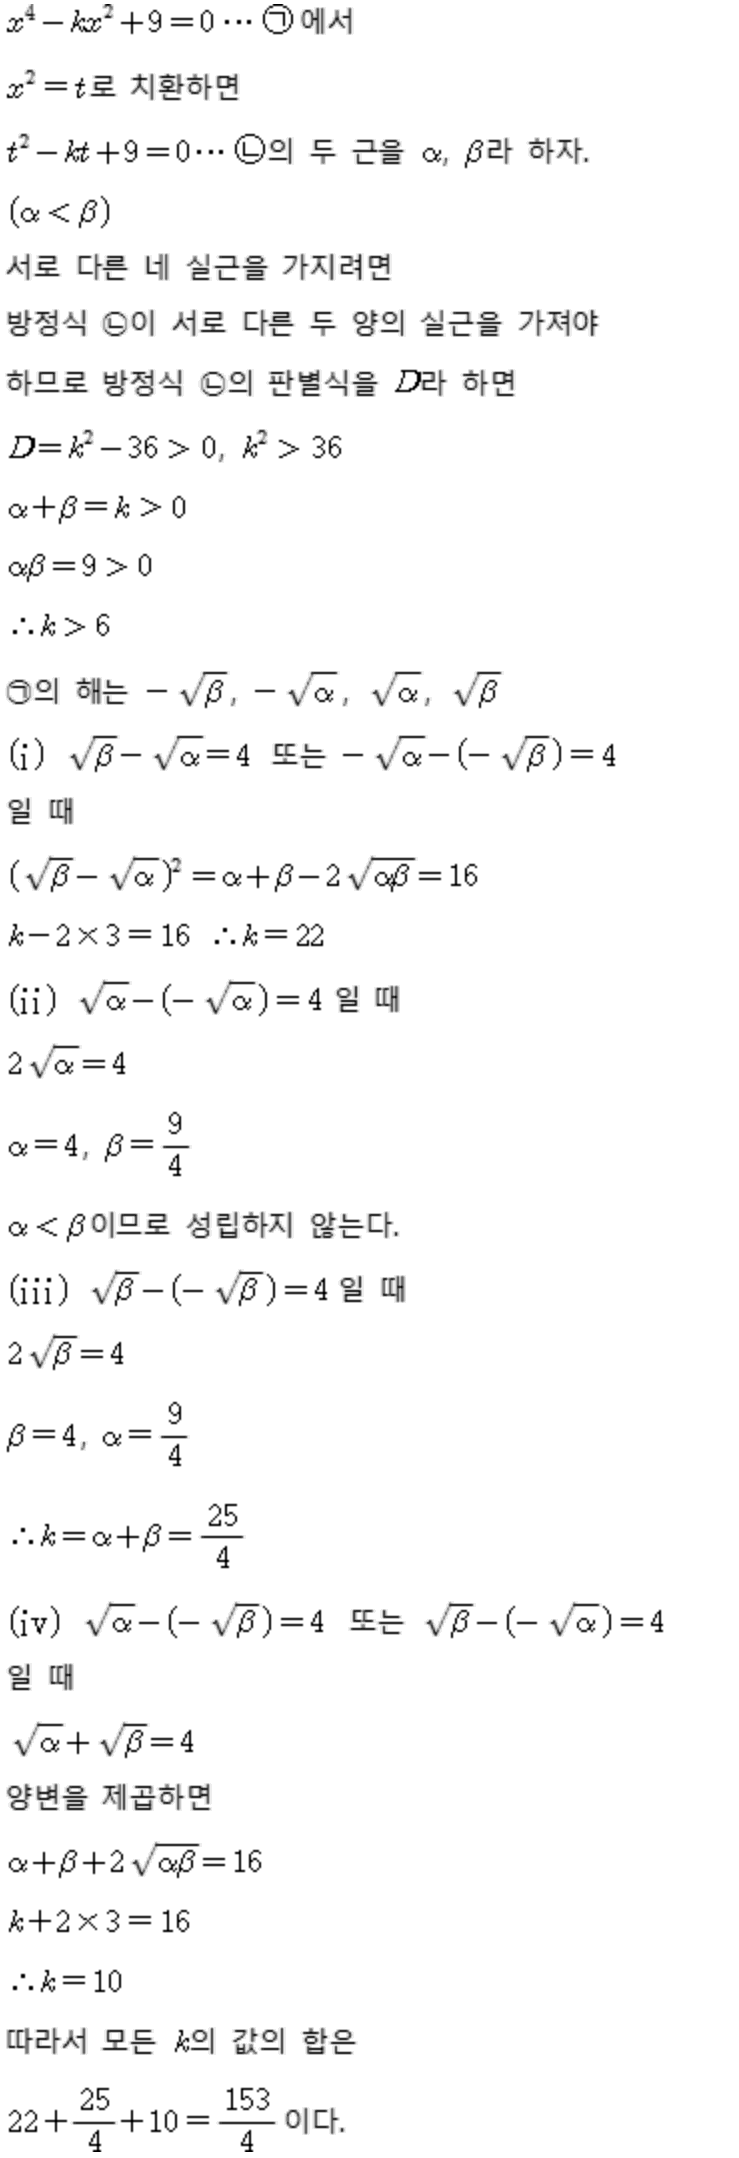 x⁴ − kx² + 9 = 0 ⋯ ㉠ 에서
x² = t로 치환하면
t² − kt + 9 = 0⋯ ㉡의 두 근을 α, β라 하자.
(α < β)
서로 다른 네 실근을 가지려면
방정식 ㉡이 서로 다른 두 양의 실근을 가져야
하므로 방정식 ㉡의 판별식을 D라 하면
D = k² − 36 > 0, k² > 36
α + β = k > 0
αβ = 9 > 0
∴ k > 6
㉠의 해는 − √β, − √α, √α, √β
(i) √β − √α = 4 또는 − √α − (− √β) = 4
일 때
(√β − √α)² = α + β − 2√(αβ) = 16
k − 2 × 3 = 16 ∴ k = 22
(ii) √α − (− √α) = 4 일 때
2√α = 4
α = 4, β = 9/4
α < β이므로 성립하지 않는다.
(iii) √β − (− √β) = 4 일 때
2√β = 4
β = 4, α = 9/4
∴ k = α + β = 25/4
(iv) √α − (− √β) = 4 또는 √β − (− √α) = 4
일 때
√α + √β = 4
양변을 제곱하면
α + β + 2√(αβ) = 16
k + 2 × 3 = 16
∴ k = 10
따라서 모든 k의 값의 합은
22 + 25/4 + 10 = 153/4 이다.